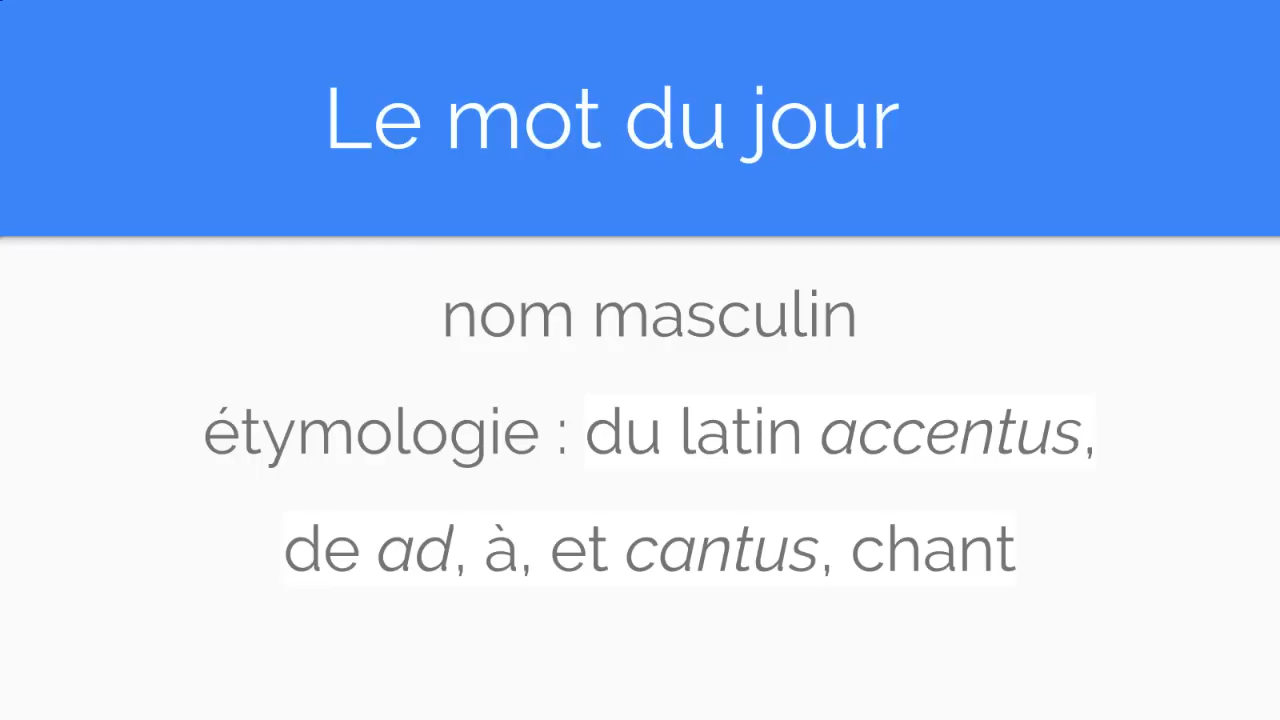 Le mot du jour
nom masculin
étymologie : du latin accentus,
de ad, à, et cantus, chant